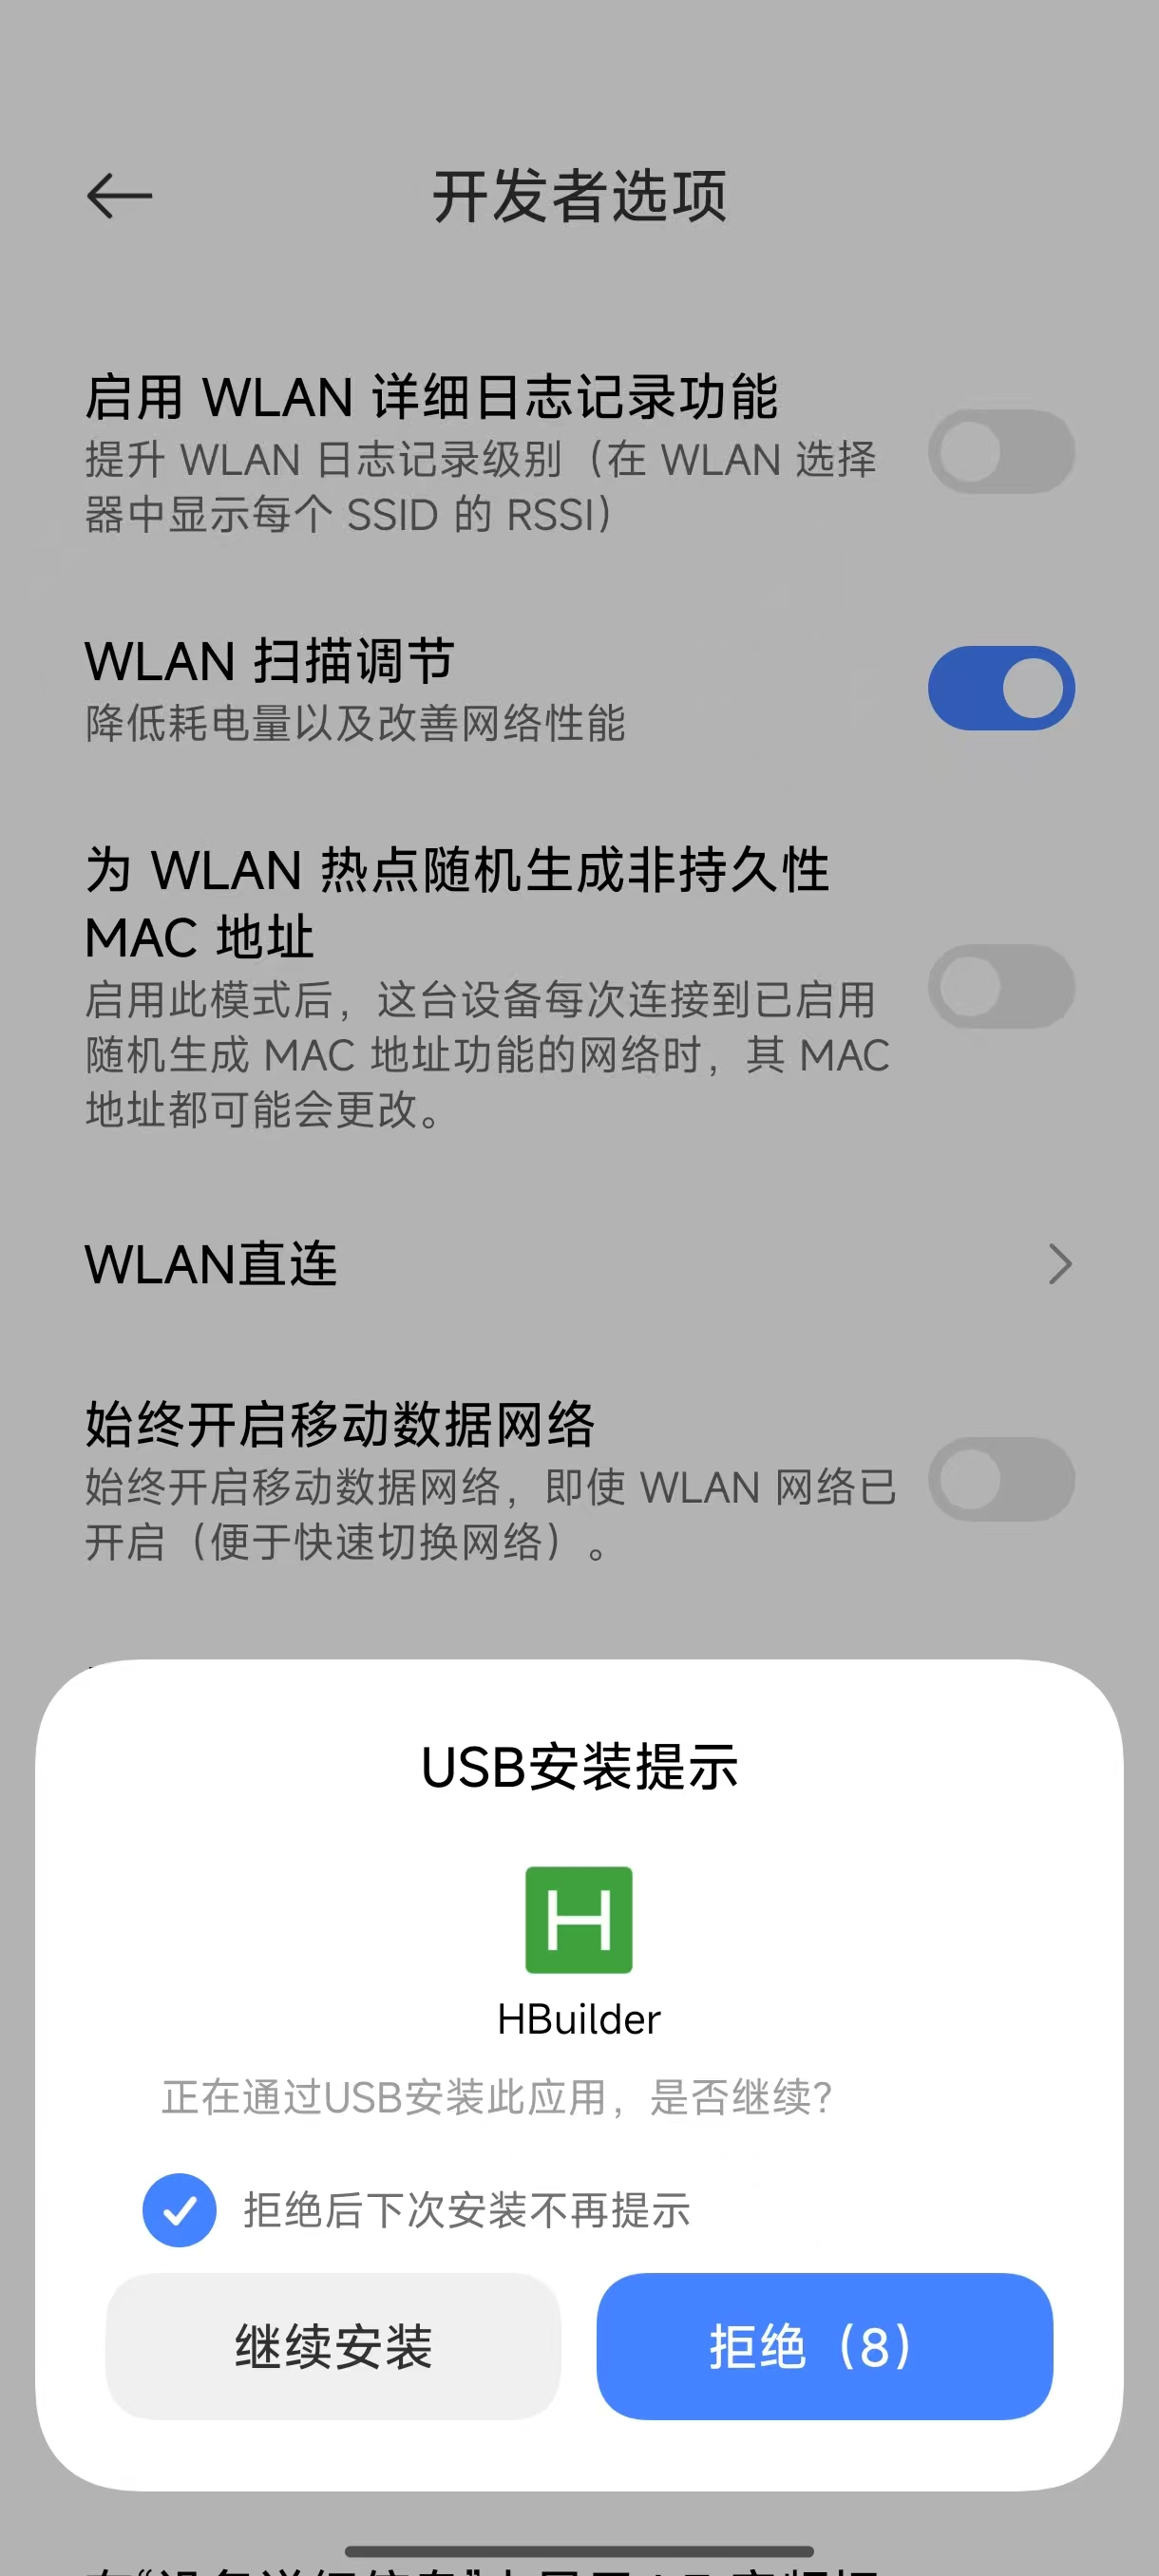 开发者选项
启用 WLAN 详细日志记录功能
提升 WLAN 日志记录级别（在 WLAN 选择
器中显示每个 SSID 的 RSSI）
WLAN 扫描调节
降低耗电量以及改善网络性能
为 WLAN 热点随机生成非持久性
MAC 地址
启用此模式后，这台设备每次连接到已启用
随机生成 MAC 地址功能的网络时，其 MAC
地址都可能会更改。
WLAN直连
始终开启移动数据网络
始终开启移动数据网络，即使 WLAN 网络已
开启（便于快速切换网络）。
USB安装提示
H
HBuilder
正在通过USB安装此应用，是否继续？
拒绝后下次安装不再提示
继续安装
拒绝（8）